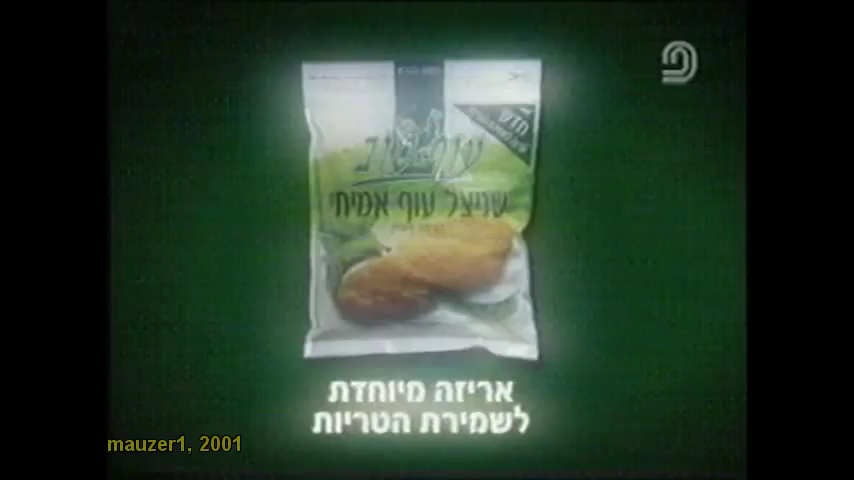 חדש
עוף טוב
שניצל עוף אמיתי
אריזה מיוחדת
לשמירת הטריות
mauzer1, 2001